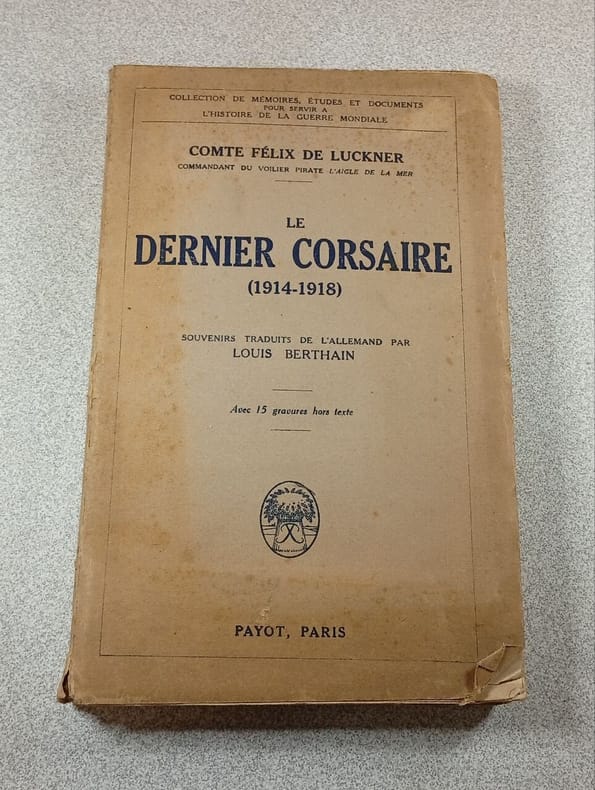 COLLECTION DE MÉMOIRES, ÉTUDES ET DOCUMENTS
POUR SERVIR A
L'HISTOIRE DE LA GUERRE MONDIALE
COMTE FÉLIX DE LUCKNER
COMMANDANT DU VOILIER PIRATE L'AIGLE DE LA MER
LE
DERNIER CORSAIRE
(1914-1918)
SOUVENIRS TRADUITS DE L'ALLEMAND PAR
LOUIS BERTHAIN
Avec 15 gravures hors texte
PAYOT, PARIS